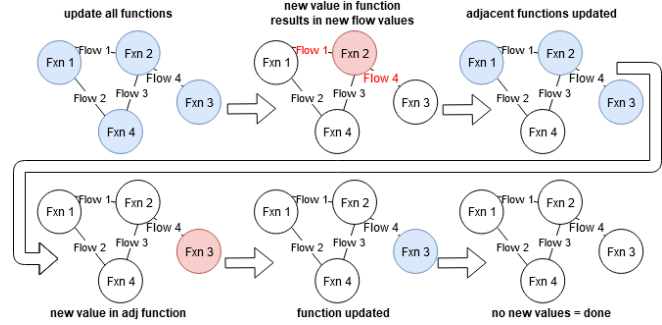 update all functions
new value in function
results in new flow values
adjacent functions updated
Fxn 1
Flow 1
Fxn 2
Flow 4
Fxn 3
Flow 2
Flow 3
Fxn 4
Fxn 1
Flow 1
Fxn 2
Flow 4
Fxn 3
Flow 2
Flow 3
Fxn 4
Fxn 1
Flow 1
Fxn 2
Flow 4
Fxn 3
Flow 2
Flow 3
Fxn 4
Fxn 1
Flow 1
Fxn 2
Flow 4
Fxn 3
Flow 2
Flow 3
Fxn 4
new value in adj function
Fxn 1
Flow 1
Fxn 2
Flow 4
Fxn 3
Flow 2
Flow 3
Fxn 4
function updated
Fxn 1
Flow 1
Fxn 2
Flow 4
Fxn 3
Flow 2
Flow 3
Fxn 4
no new values = done